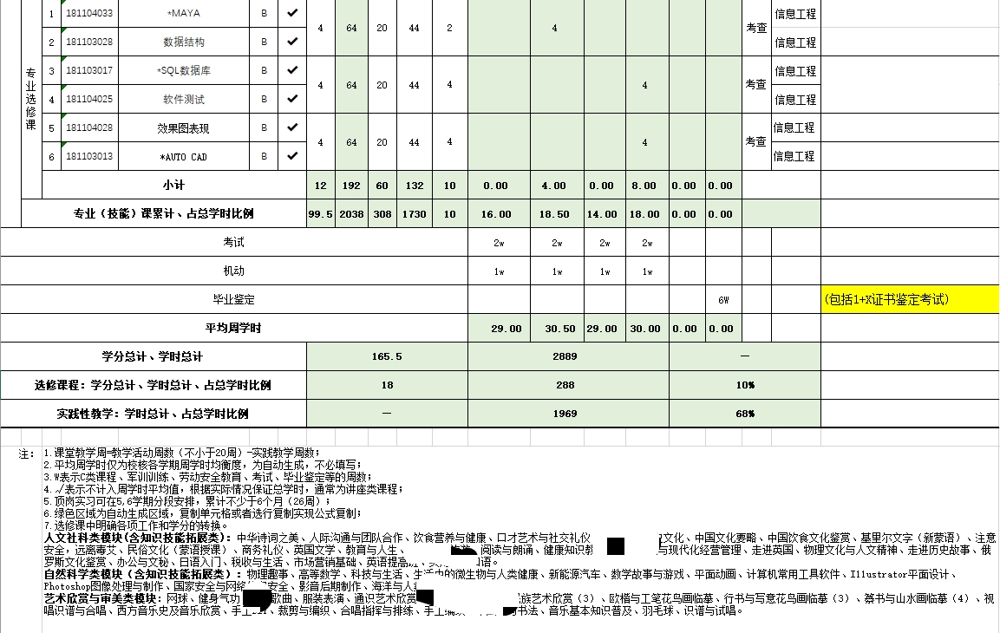 专业选修课
1 181104033 *MAYA B ✔ 4 64 20 44 2 4 考查 信息工程
2 181103028 数据结构 B ✔ 信息工程
3 181103017 *SQL数据库 B ✔ 4 64 20 44 4 4 考查 信息工程
4 181104025 软件测试 B ✔ 信息工程
5 181104028 效果图表现 B ✔ 4 64 20 44 4 4 考查 信息工程
6 181103013 *AUTO CAD B ✔ 信息工程
小计 12 192 60 132 10 0.00 4.00 0.00 8.00 0.00 0.00
专业（技能）课累计、占总学时比例 99.5 2038 308 1730 10 16.00 18.50 14.00 18.00 0.00 0.00
考试 2w 2w 2w 2w
机动 1w 1w 1w 1w
毕业鉴定 6W (包括1+X证书鉴定考试)
平均周学时 29.00 30.50 29.00 30.00 0.00 0.00
学分总计、学时总计 165.5 2889 —
选修课程：学分总计、学时总计、占总学时比例 18 288 10%
实践性教学：学时总计、占总学时比例 — 1969 68%
注：
1.课堂教学周=教学活动周数（不小于20周）-实践教学周数；
2.平均周学时仅为校核各学期周学时均衡度，为自动生成，不必填写；
3.W表示C类课程、军训训练、劳动安全教育、考试、毕业鉴定等的周数；
4.√表示不计入周学时平均值，根据实际情况保证总学时，通常为讲座类课程；
5.顶岗实习可在5,6学期分段安排，累计不少于6个月（26周）；
6.绿色区域为自动生成区域，复制单元格或者选行复制实现公式复制；
7.选修课中明确各项工作和学分的转换。
人文社科类模块(含知识技能拓展类)：中华诗词之美、人际沟通与团队合作、饮食营养与健康、口才艺术与社交礼仪 文化、中国文化要略、中国饮食文化鉴赏、基里尔文字（新蒙语）、注意
安全，远离毒艾、民俗文化（蒙语授课）、商务礼仪、英国文学、教育与人生、 阅读与朗诵、健康知识教 与现代化经营管理、走进英国、物理文化与人文精神、走进历史故事、俄
罗斯文化鉴赏、办公与文秘、日语入门、税收与生活、市场营销基础、英语提高 语。
自然科学类模块（含知识技能拓展类）：物理趣事、高等数学、科技与生活、生活中的微生物与人类健康、新能源汽车、数学故事与游戏、平面动画、计算机常用工具软件、Illustrator平面设计、
Photoshop图像处理与制作、国家安全与网络 安全、影音后期制作、海洋与人
艺术欣赏与审美类模块：网球、健身气功 歌曲、服装表演、通识艺术欣赏 族艺术欣赏（3）、欧楷与工笔花鸟画临摹、行书与写意花鸟画临摹（3）、蔡书与山水画临摹（4）、视
唱识谱与合唱、西方音乐史及音乐欣赏、手工 、裁剪与编织、合唱指挥与排练、手工编 书法、音乐基本知识普及、羽毛球、识谱与试唱。